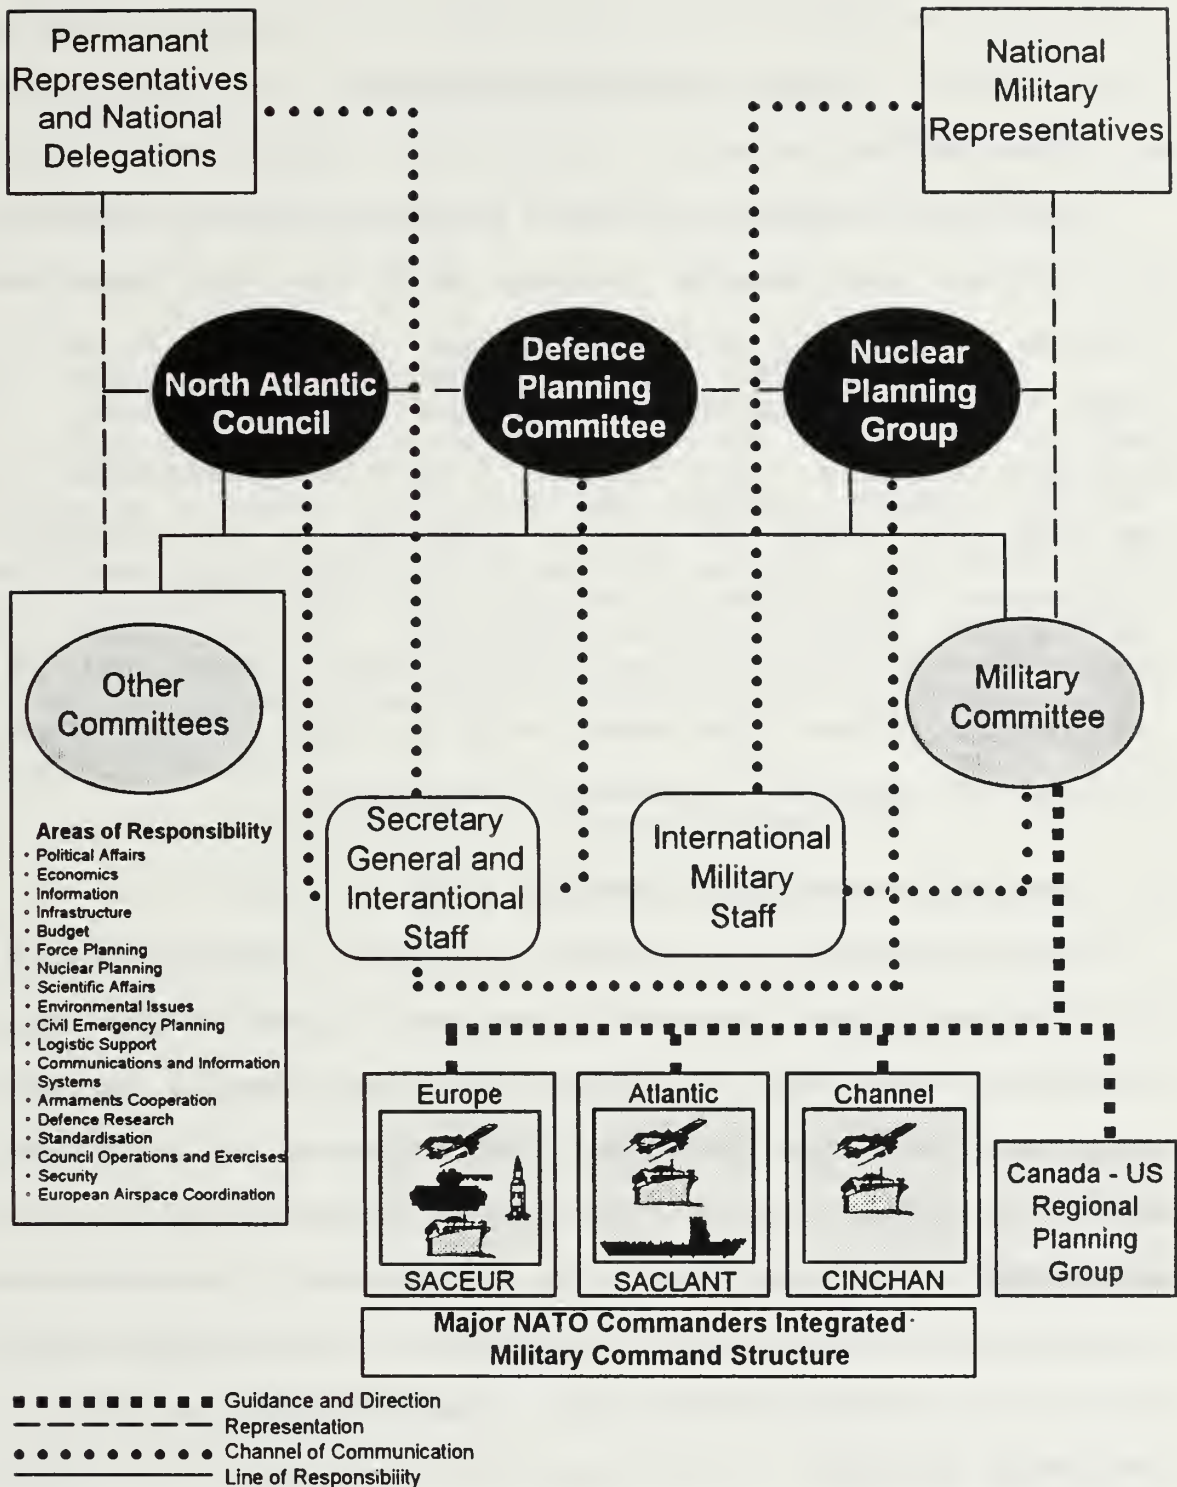 Permanant
Representatives
and National
Delegations
National
Military
Representatives
North Atlantic
Council
Defence
Planning
Committee
Nuclear
Planning
Group
Other
Committees
Military
Committee
Areas of Responsibility
• Political Affairs
• Economics
• Information
• Infrastructure
• Budget
• Force Planning
• Nuclear Planning
• Scientific Affairs
• Environmental Issues
• Civil Emergency Planning
• Logistic Support
• Communications and Information
Systems
• Armaments Cooperation
• Defence Research
• Standardisation
• Council Operations and Exercises
• Security
• European Airspace Coordination
Secretary
General and
Interantional
Staff
International
Military
Staff
Europe
SACEUR
Atlantic
SACLANT
Channel
CINCHAN
Canada - US
Regional
Planning
Group
Major NATO Commanders Integrated
Military Command Structure
Guidance and Direction
Representation
Channel of Communication
Line of Responsibility